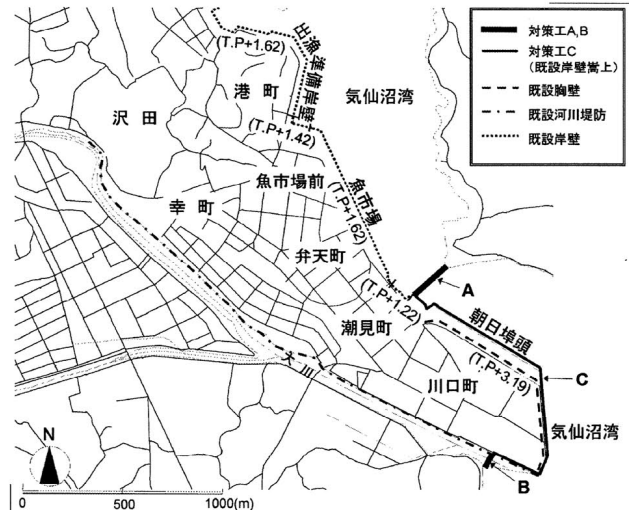 対策工A,B
対策工C
(既設岸壁嵩上)
既設胸壁
既設河川堤防
既設岸壁
出漁準備岸壁
(T.P+1.62)
港町
気仙沼湾
沢田
(T.P+1.42)
魚市場前
魚市場
(T.P+1.62)
幸町
弁天町
A
(T.P+1.22)
朝日埠頭
潮見町
(T.P+3.19)
C
川口町
大川
気仙沼湾
N
B
0 500 1000(m)